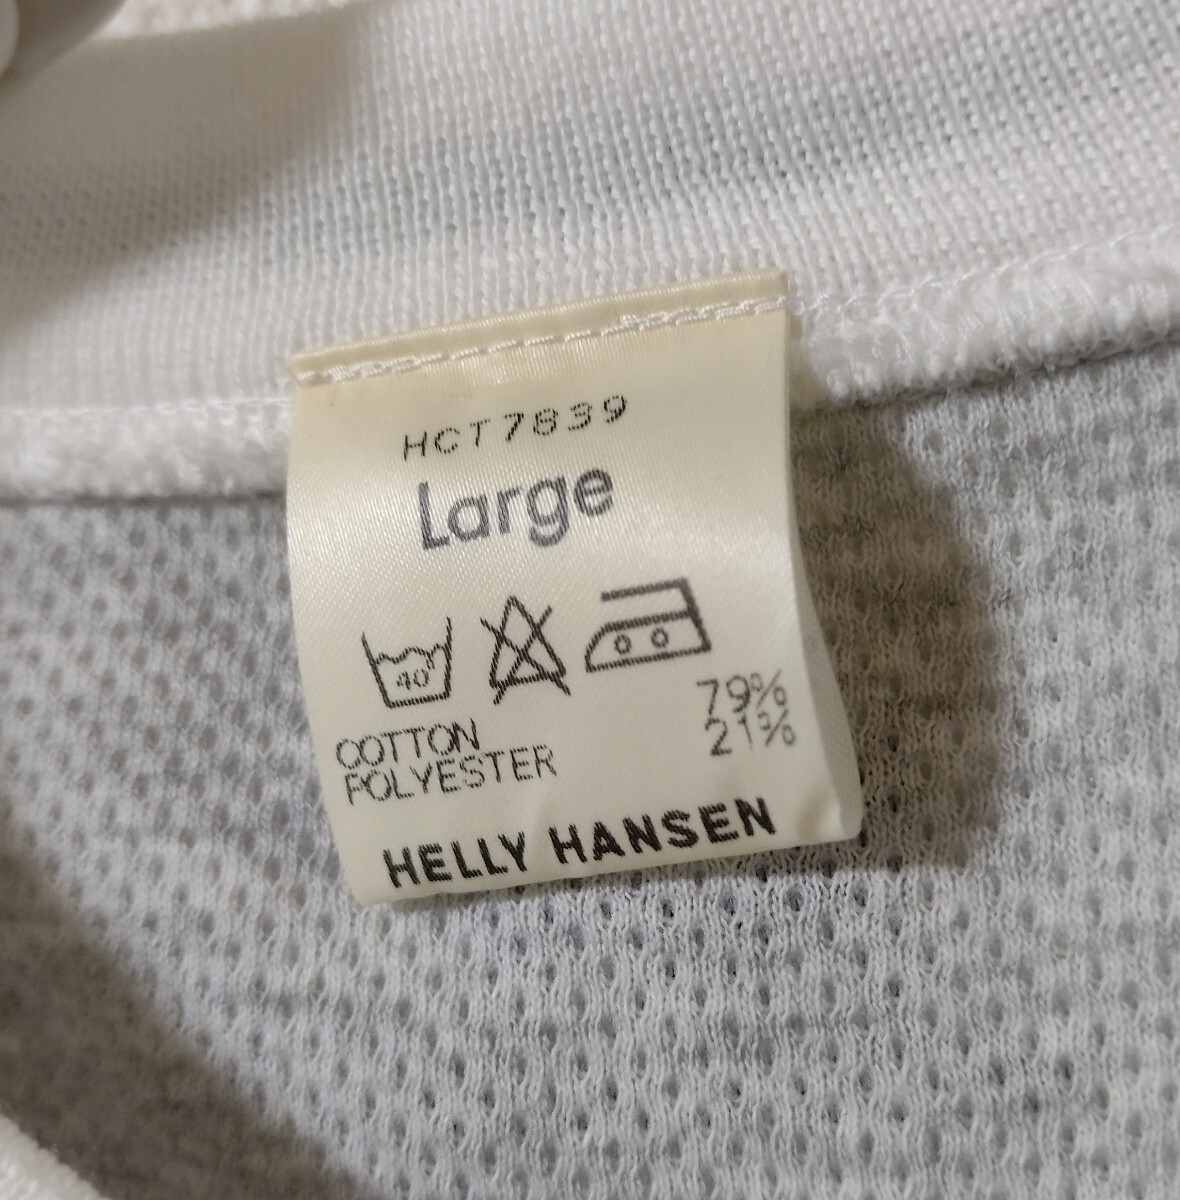 HCT7839
Large
40°
COTTON 79%
POLYESTER 21%
HELLY HANSEN